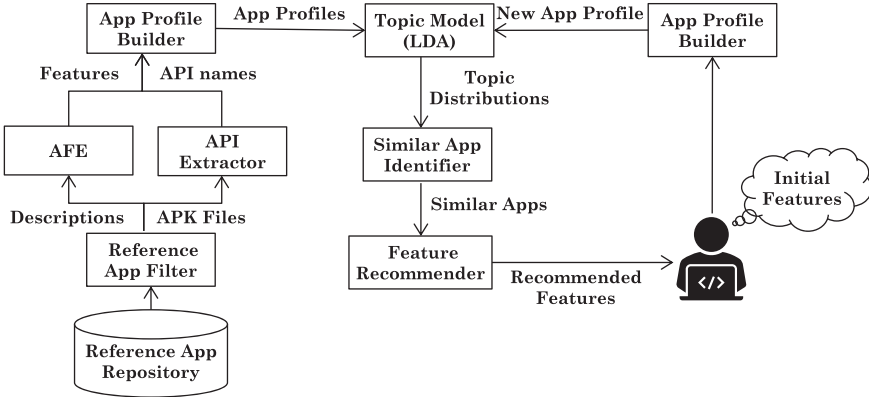 App Profile
Builder
App Profiles
Topic Model
(LDA)
New App Profile
App Profile
Builder
Features
API names
Topic
Distributions
AFE
API
Extractor
Similar App
Identifier
Initial
Features
Descriptions
APK Files
Similar Apps
Reference
App Filter
Feature
Recommender
Recommended
Features
</>
Reference App
Repository